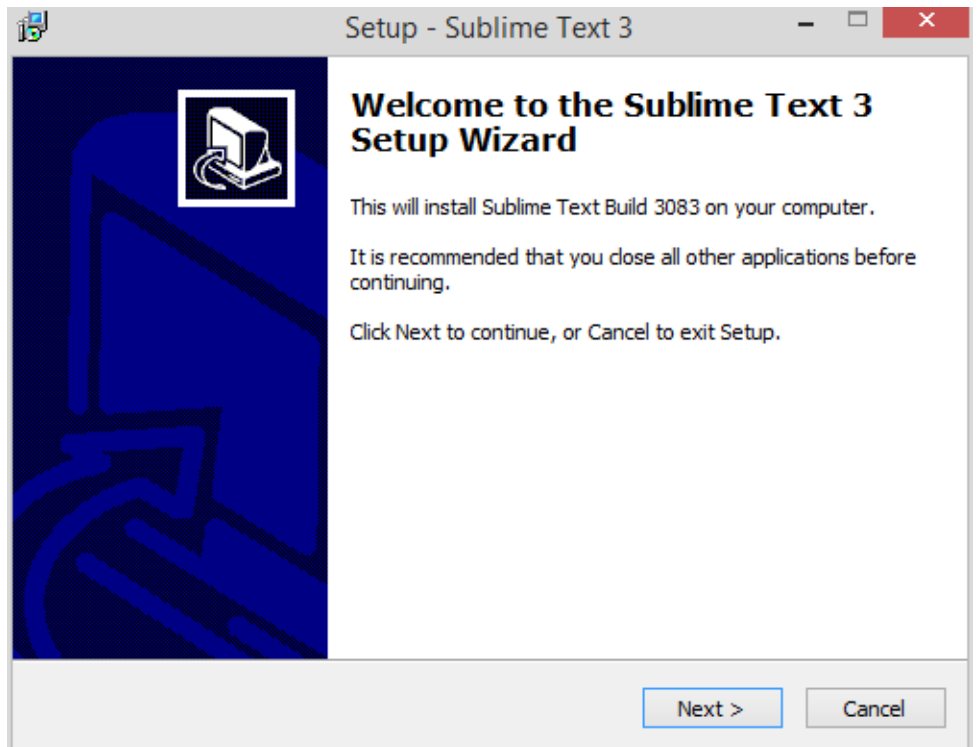 Setup - Sublime Text 3
Welcome to the Sublime Text 3
Setup Wizard
This will install Sublime Text Build 3083 on your computer.
It is recommended that you close all other applications before
continuing.
Click Next to continue, or Cancel to exit Setup.
Next >
Cancel